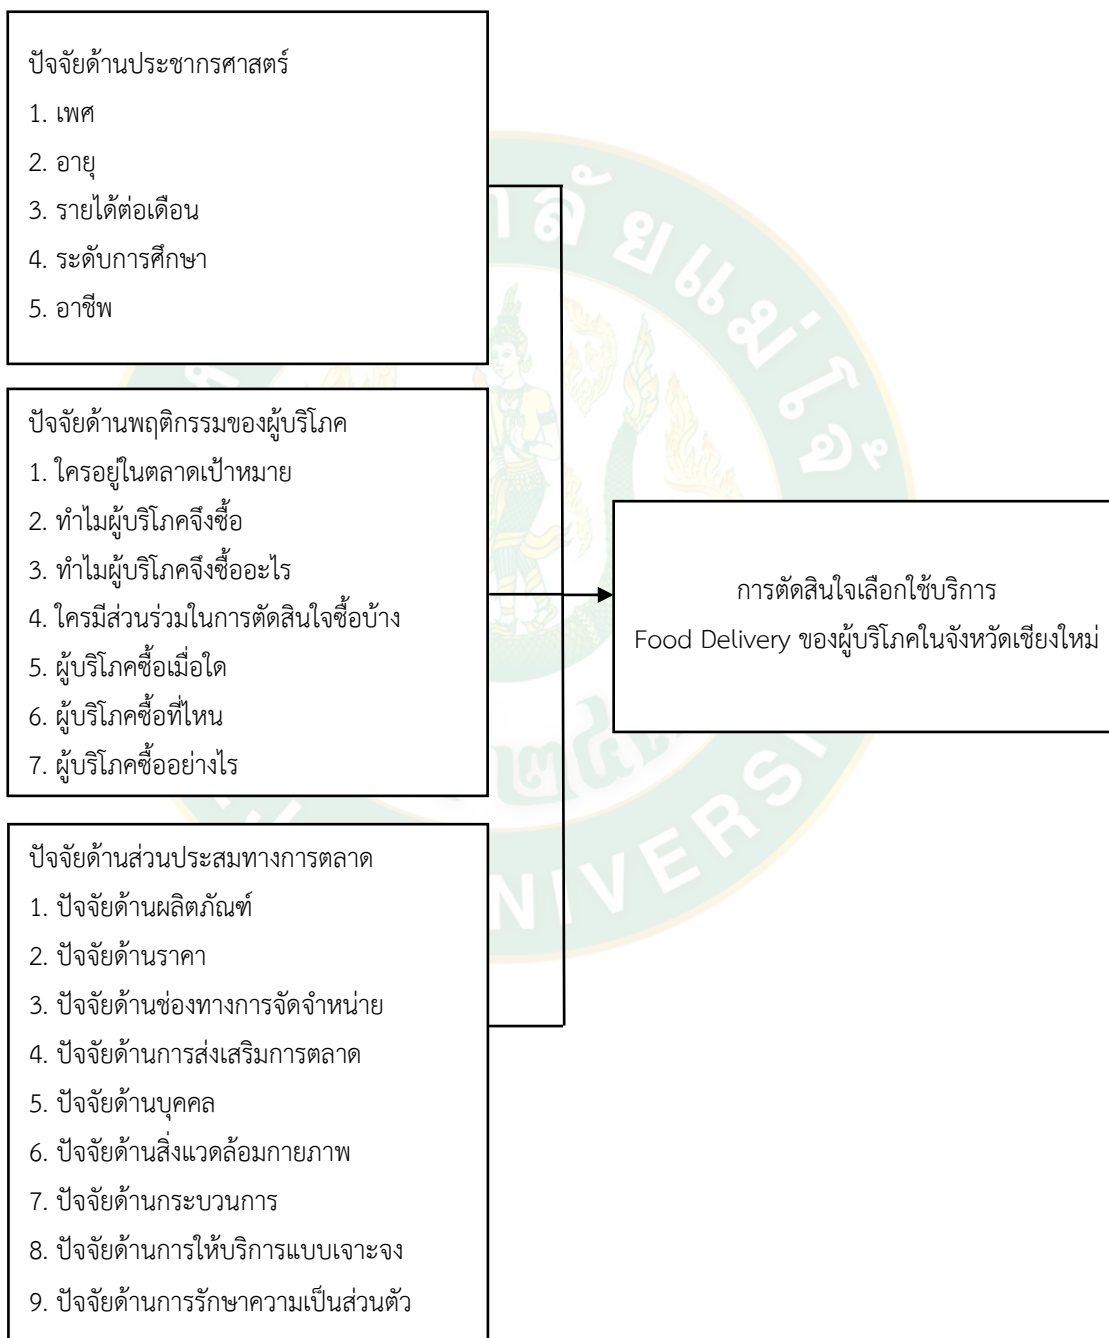 ปัจจัยด้านประชากรศาสตร์
1. เพศ
2. อายุ
3. รายได้ต่อเดือน
4. ระดับการศึกษา
5. อาชีพ
ปัจจัยด้านพฤติกรรมของผู้บริโภค
1. ใครอยู่ในตลาดเป้าหมาย
2. ทำไมผู้บริโภคจึงซื้อ
3. ทำไมผู้บริโภคจึงซื้ออะไร
4. ใครมีส่วนร่วมในการตัดสินใจซื้อบ้าง
5. ผู้บริโภคซื้อเมื่อใด
6. ผู้บริโภคซื้อที่ไหน
7. ผู้บริโภคซื้ออย่างไร
ปัจจัยด้านส่วนประสมทางการตลาด
1. ปัจจัยด้านผลิตภัณฑ์
2. ปัจจัยด้านราคา
3. ปัจจัยด้านช่องทางการจัดจำหน่าย
4. ปัจจัยด้านการส่งเสริมการตลาด
5. ปัจจัยด้านบุคคล
6. ปัจจัยด้านสิ่งแวดล้อมกายภาพ
7. ปัจจัยด้านกระบวนการ
8. ปัจจัยด้านการให้บริการแบบเจาะจง
9. ปัจจัยด้านการรักษาความเป็นส่วนตัว
การตัดสินใจเลือกใช้บริการ
Food Delivery ของผู้บริโภคในจังหวัดเชียงใหม่